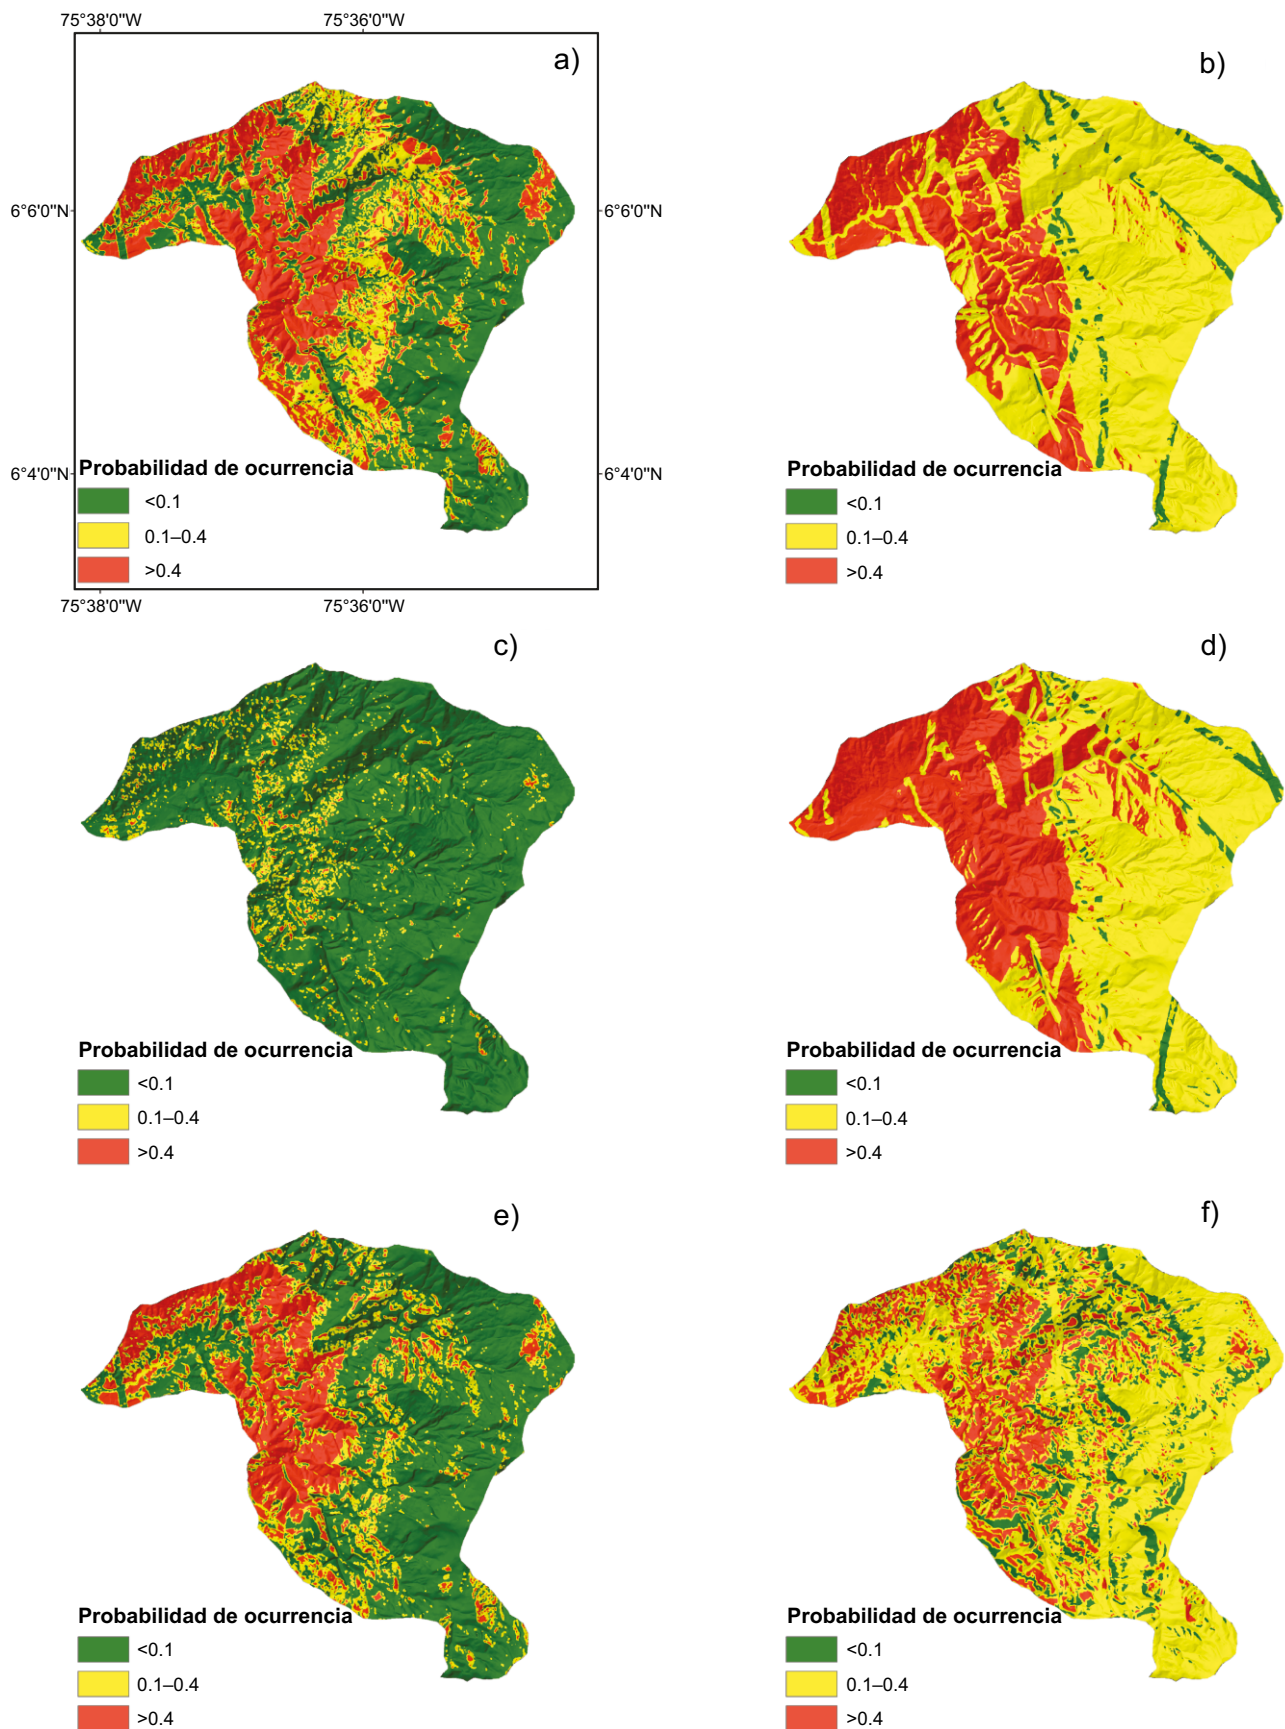 75°38'0"W
75°36'0"W
a)
b)
6°6'0"N
6°6'0"N
6°4'0"N
6°4'0"N
Probabilidad de ocurrencia
<0.1
0.1–0.4
>0.4
Probabilidad de ocurrencia
<0.1
0.1–0.4
>0.4
75°38'0"W
75°36'0"W
c)
d)
Probabilidad de ocurrencia
<0.1
0.1–0.4
>0.4
Probabilidad de ocurrencia
<0.1
0.1–0.4
>0.4
e)
f)
Probabilidad de ocurrencia
<0.1
0.1–0.4
>0.4
Probabilidad de ocurrencia
<0.1
0.1–0.4
>0.4